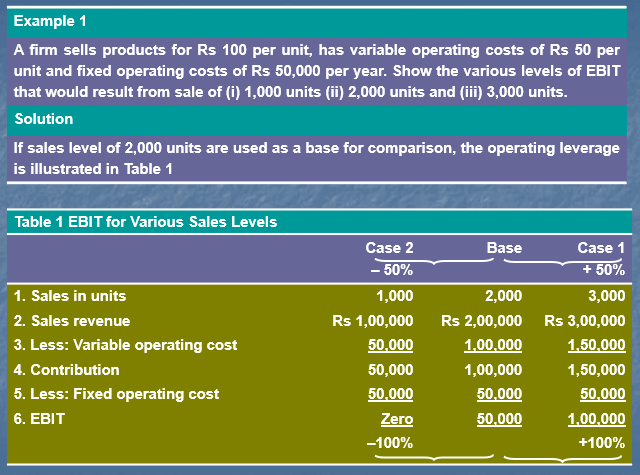 Example 1
A firm sells products for Rs 100 per unit, has variable operating costs of Rs 50 per
unit and fixed operating costs of Rs 50,000 per year. Show the various levels of EBIT
that would result from sale of (i) 1,000 units (ii) 2,000 units and (iii) 3,000 units.
Solution
If sales level of 2,000 units are used as a base for comparison, the operating leverage
is illustrated in Table 1
Table 1 EBIT for Various Sales Levels
Case 2 Base Case 1
– 50% + 50%
1. Sales in units 1,000 2,000 3,000
2. Sales revenue Rs 1,00,000 Rs 2,00,000 Rs 3,00,000
3. Less: Variable operating cost 50,000 1,00,000 1,50,000
4. Contribution 50,000 1,00,000 1,50,000
5. Less: Fixed operating cost 50,000 50,000 50,000
6. EBIT Zero 50,000 1,00,000
–100% +100%